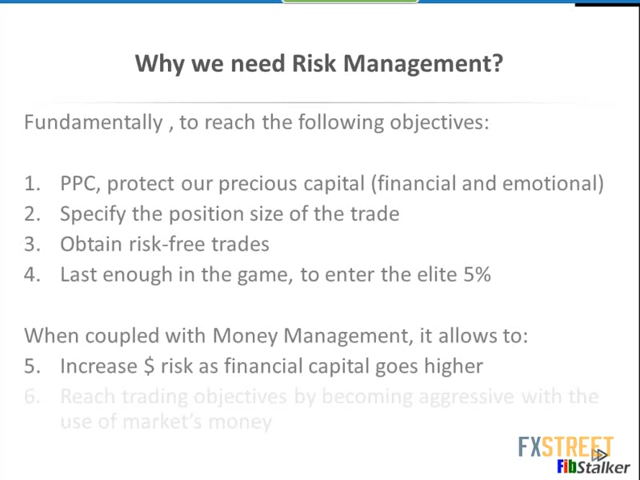 Why we need Risk Management?
Fundamentally , to reach the following objectives:
1. PPC, protect our precious capital (financial and emotional)
2. Specify the position size of the trade
3. Obtain risk-free trades
4. Last enough in the game, to enter the elite 5%
When coupled with Money Management, it allows to:
5. Increase $ risk as financial capital goes higher
6. Reach trading objectives by becoming aggressive with the
use of market's money
FXSTREET
FibStalker